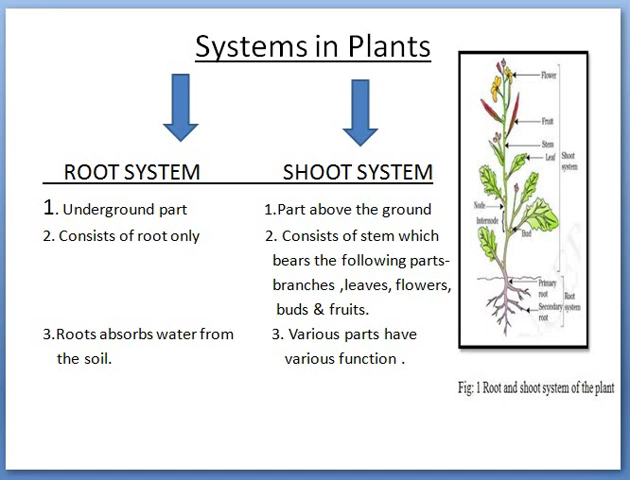 Systems in Plants
ROOT SYSTEM
1. Underground part
2. Consists of root only
3.Roots absorbs water from
the soil.
SHOOT SYSTEM
1.Part above the ground
2. Consists of stem which
bears the following parts-
branches ,leaves, flowers,
buds & fruits.
3. Various parts have
various function .
Flower
Fruit
Stem
Leaf
Shoot
system
Node
Internode
Bud
Primary
root
Secondary
root
Root
system
Fig: 1 Root and shoot system of the plant